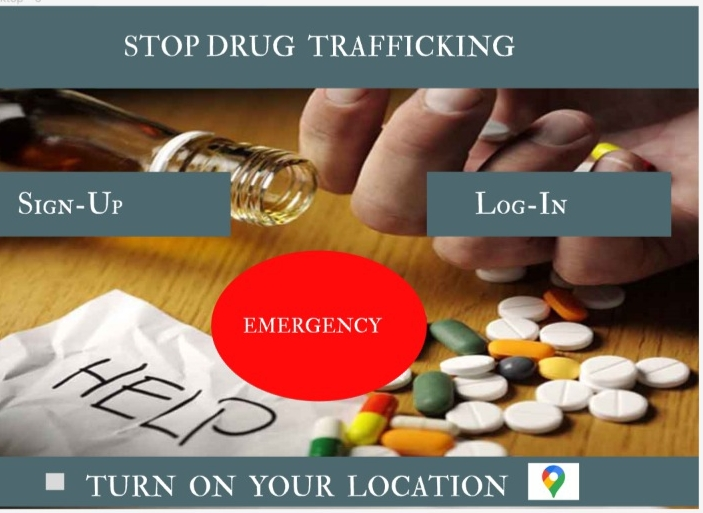 STOP DRUG TRAFFICKING
SIGN-UP
LOG-IN
EMERGENCY
HELP
TURN ON YOUR LOCATION